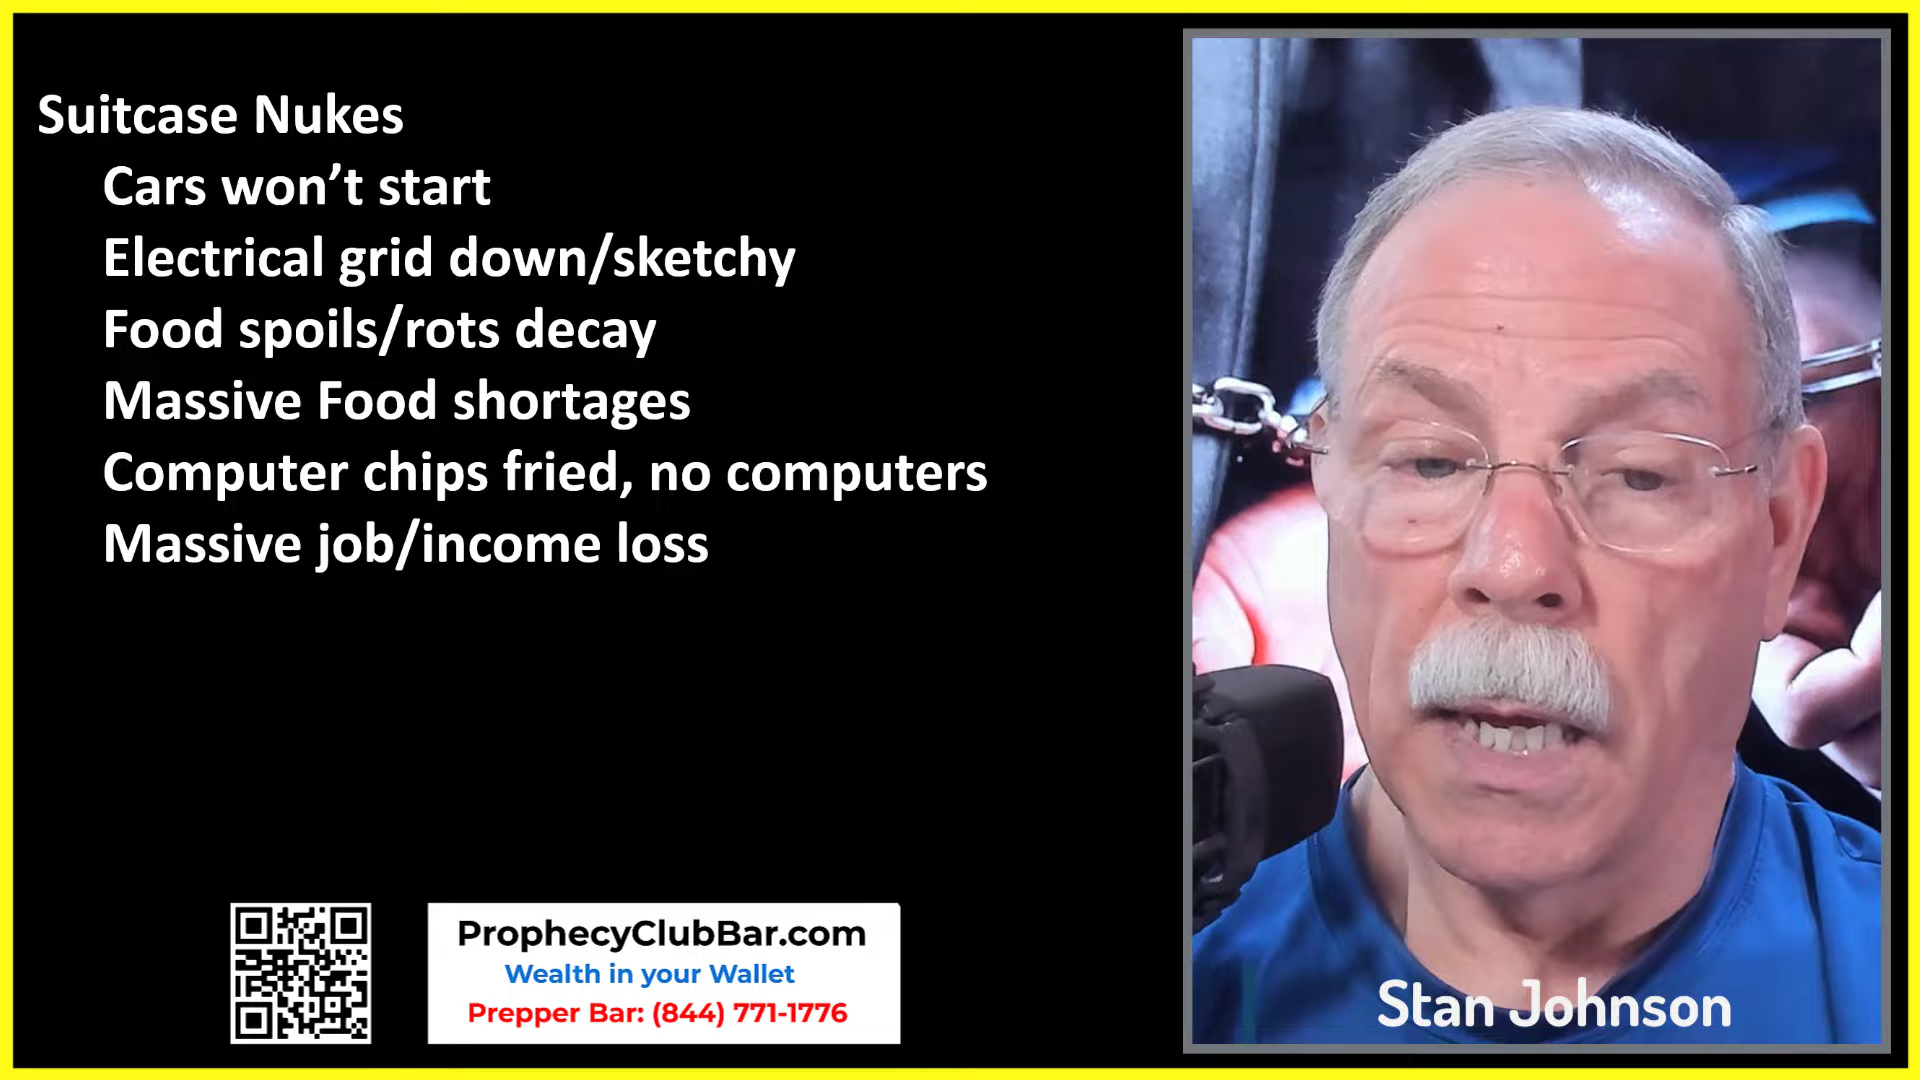 Suitcase Nukes
Cars won’t start
Electrical grid down/sketchy
Food spoils/rots decay
Massive Food shortages
Computer chips fried, no computers
Massive job/income loss
ProphecyClubBar.com
Wealth in your Wallet
Prepper Bar: (844) 771-1776
Stan Johnson